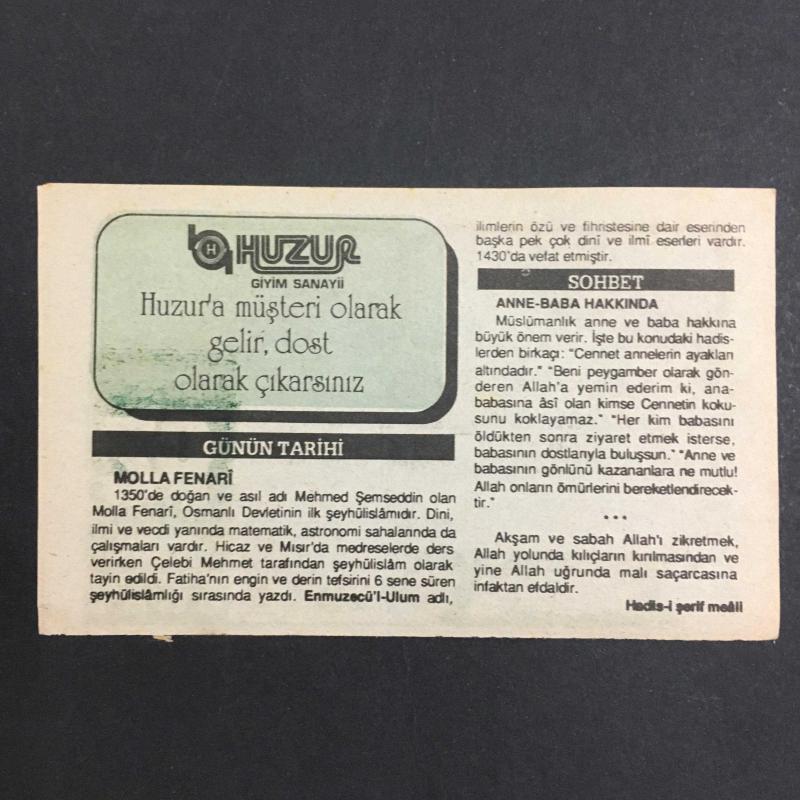 HUZUR
GİYİM SANAYİİ
Huzur'a müşteri olarak
gelir, dost
olarak çıkarsınız
GÜNÜN TARİHİ
MOLLA FENARÎ
1350'de doğan ve asıl adı Mehmed Şemseddin olan
Molla Fenarî, Osmanlı Devletinin ilk şeyhülislâmıdır. Dini,
ilmi ve vecdi yanında matematik, astronomi sahalarında da
çalışmaları vardır. Hicaz ve Mısır'da medreselerde ders
verirken Çelebi Mehmet tarafından şeyhülislâm olarak
tayin edildi. Fatiha'nın engin ve derin tefsirini 6 sene süren
şeyhülislâmlığı sırasında yazdı. Enmuzecü'l-Ulum adlı,
ilimlerin özü ve fihristesine dair eserinden
başka pek çok dinî ve ilmî eserleri vardır.
1430'da vefat etmiştir.
SOHBET
ANNE-BABA HAKKINDA
Müslümanlık anne ve baba hakkına
büyük önem verir. İşte bu konudaki hadis-
lerden birkaçı: "Cennet annelerin ayakları
altındadır." "Beni peygamber olarak gön-
deren Allah'a yemin ederim ki, ana-
babasına âsî olan kimse Cennetin koku-
sunu koklayamaz." "Her kim babasını
öldükten sonra ziyaret etmek isterse,
babasının dostlarıyla buluşsun." "Anne ve
babasının gönlünü kazananlara ne mutlu!
Allah onların ömürlerini bereketlendirecek-
tir."
• • •
Akşam ve sabah Allah'ı zikretmek,
Allah yolunda kılıçların kırılmasından ve
yine Allah uğrunda malı saçarcasına
infaktan efdaldir.
Hadis-i şerif meâli